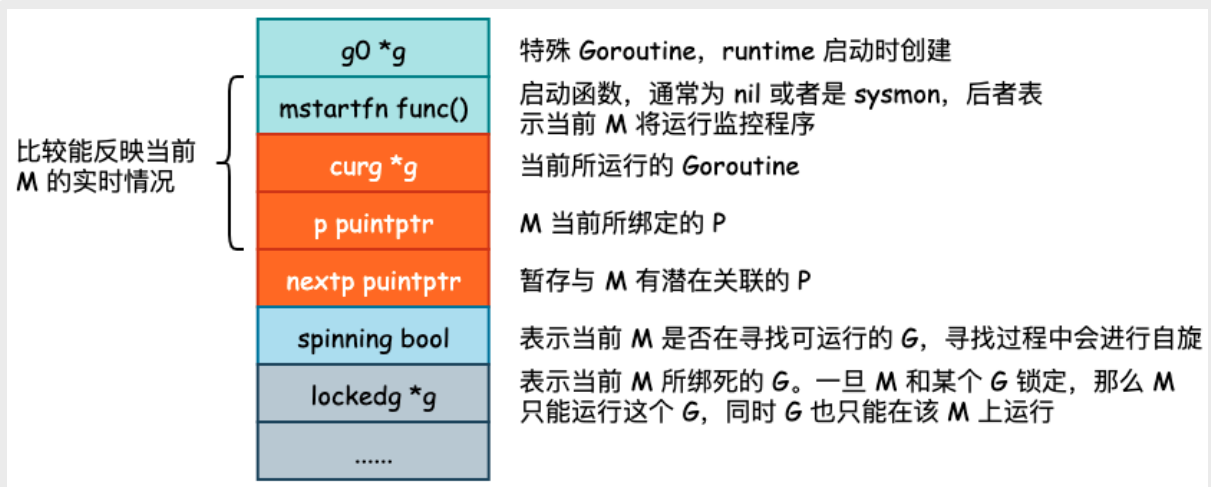 g0 *g
特殊 Goroutine，runtime 启动时创建
mstartfn func()
启动函数，通常为 nil 或者是 sysmon，后者表
示当前 M 将运行监控程序
比较能反映当前
M 的实时情况
curg *g
当前所运行的 Goroutine
p puintptr
M 当前所绑定的 P
nextp puintptr
暂存与 M 有潜在关联的 P
spinning bool
表示当前 M 是否在寻找可运行的 G，寻找过程中会进行自旋
lockedg *g
表示当前 M 所绑死的 G。一旦 M 和某个 G 锁定，那么 M
只能运行这个 G，同时 G 也只能在该 M 上运行
......